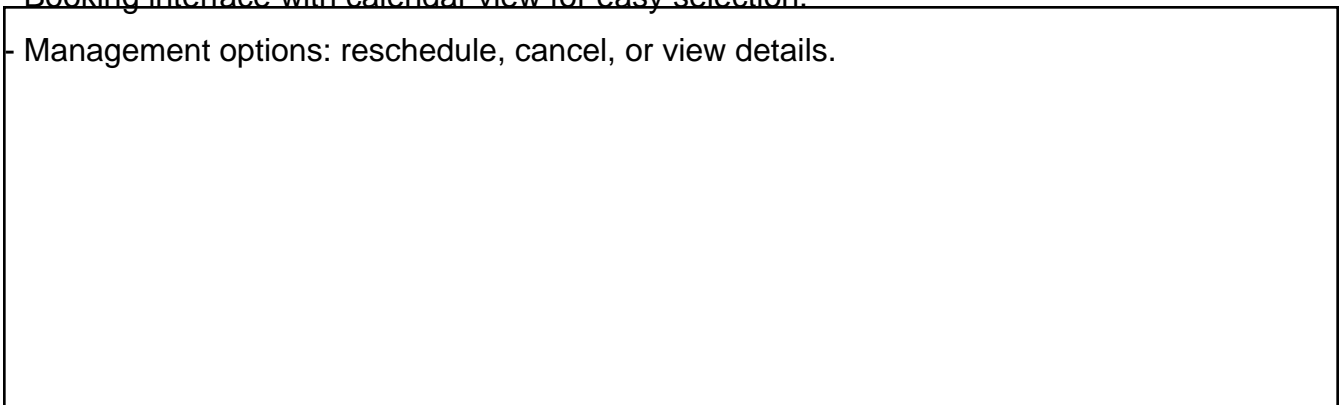 - Booking interface with calendar view for easy selection.
- Management options: reschedule, cancel, or view details.